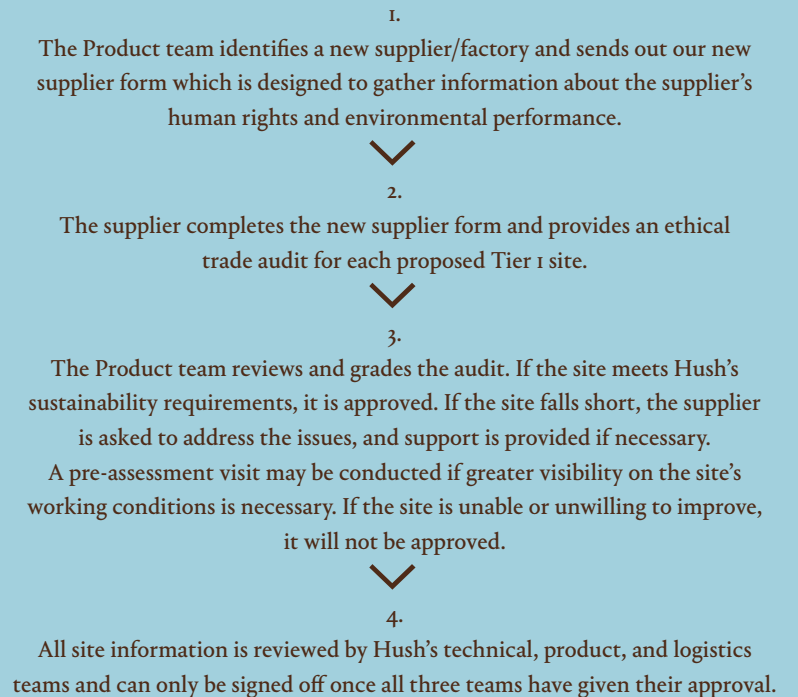 1.
The Product team identifies a new supplier/factory and sends out our new
supplier form which is designed to gather information about the supplier’s
human rights and environmental performance.
2.
The supplier completes the new supplier form and provides an ethical
trade audit for each proposed Tier 1 site.
3.
The Product team reviews and grades the audit. If the site meets Hush’s
sustainability requirements, it is approved. If the site falls short, the supplier
is asked to address the issues, and support is provided if necessary.
A pre-assessment visit may be conducted if greater visibility on the site’s
working conditions is necessary. If the site is unable or unwilling to improve,
it will not be approved.
4.
All site information is reviewed by Hush’s technical, product, and logistics
teams and can only be signed off once all three teams have given their approval.